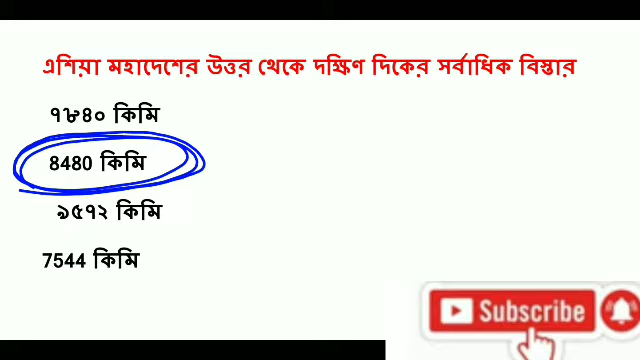 এশিয়া মহাদেশের উত্তর থেকে দক্ষিণ দিকের সর্বাধিক বিস্তার
৭৮৪০ কিমি
8480 কিমি
৯৫৭২ কিমি
7544 কিমি
Subscribe